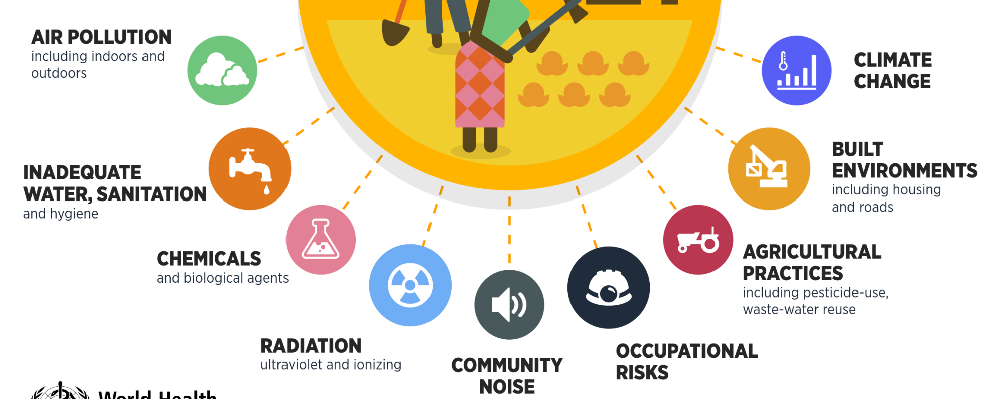 AIR POLLUTION
including indoors and
outdoors
INADEQUATE
WATER, SANITATION
and hygiene
CHEMICALS
and biological agents
RADIATION
ultraviolet and ionizing
COMMUNITY
NOISE
OCCUPATIONAL
RISKS
AGRICULTURAL
PRACTICES
including pesticide-use,
waste-water reuse
BUILT
ENVIRONMENTS
including housing
and roads
CLIMATE
CHANGE
World Health